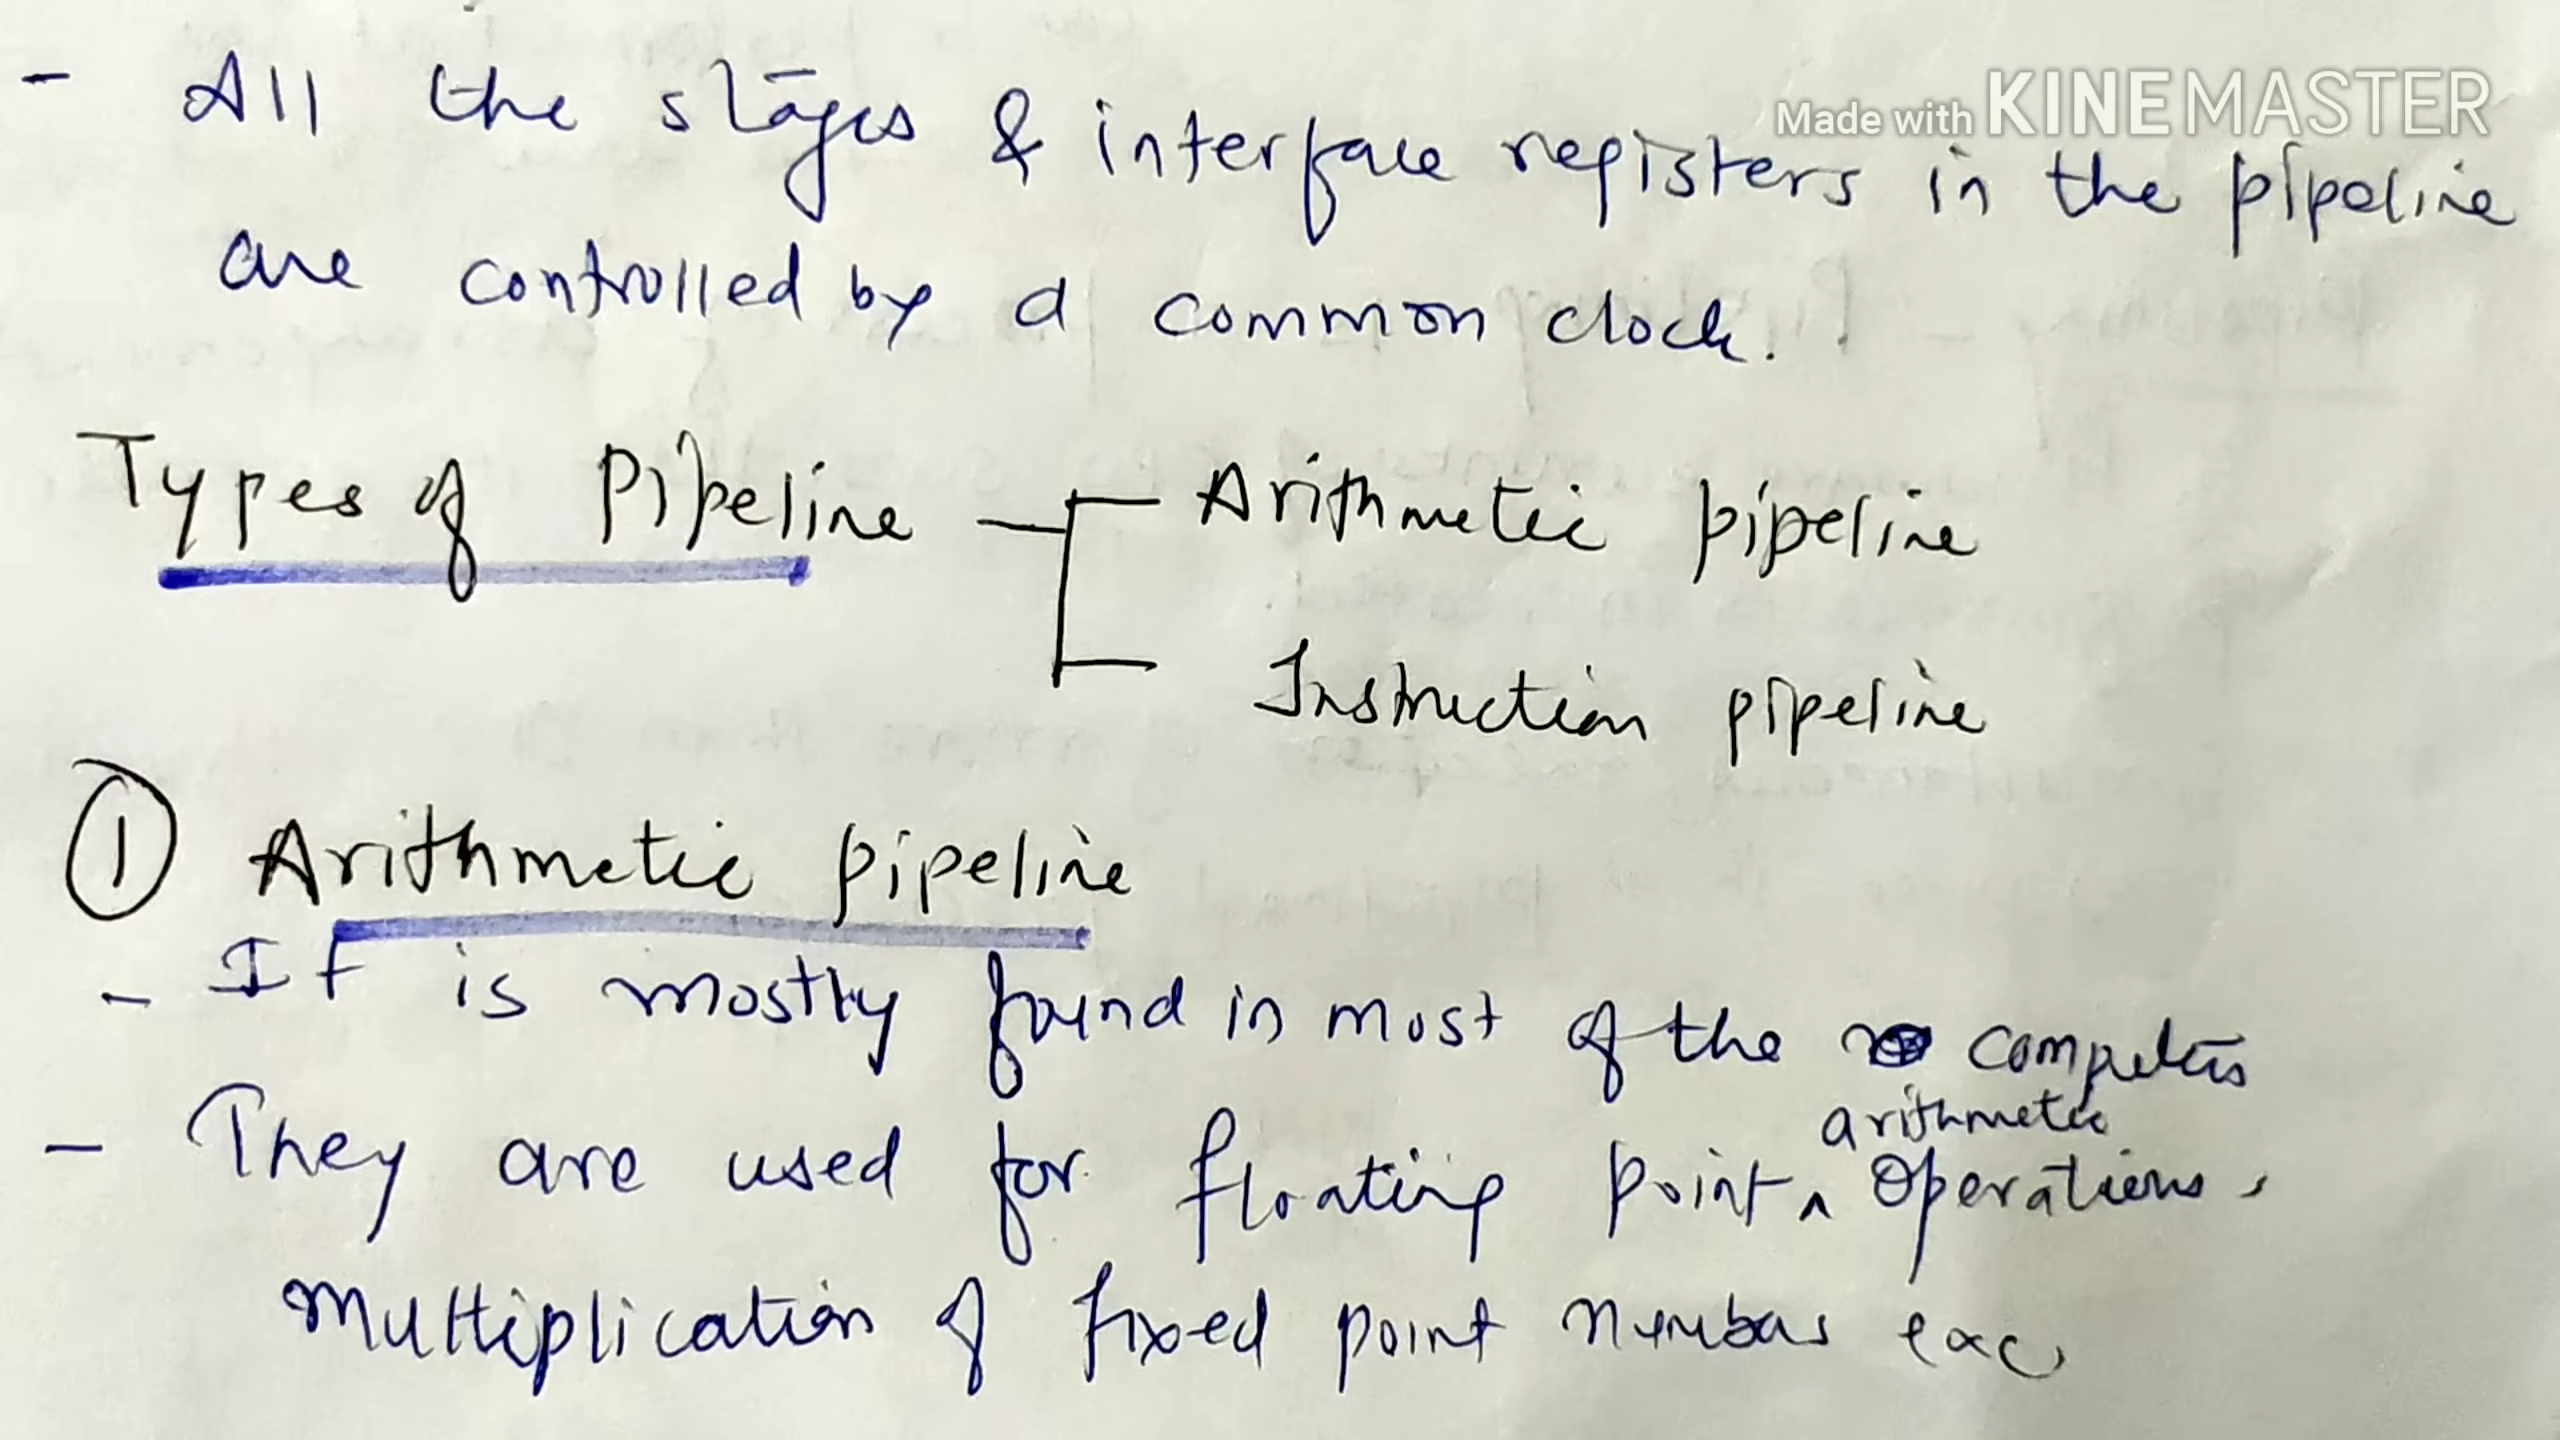 - All the stages & interface registers in the pipeline
Made with KINEMASTER
are controlled by a common clock.
Types of Pipeline - Arithmetic pipeline
Instruction pipeline
① Arithmetic pipeline
- It is mostly found in most of the computers
arithmetic
- They are used for floating point ^ operations,
multiplication of fixed point numbers